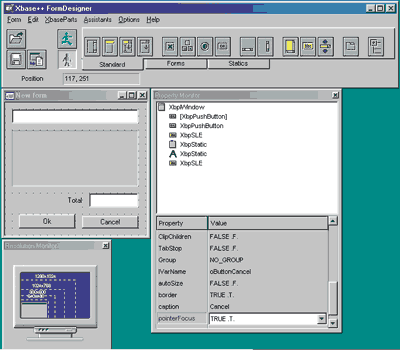 Xbase++ FormDesigner
Form Edit XbaseParts Assistants Options Help
Standard Forms Statics
Position 117, 251
New form
Total
Ok Cancel
Property Monitor
XbpWindow
[XbpPushButton]
XbpPushButton
XbpSLE
XbpStatic
XbpStatic
XbpSLE
Property Value
ClipChildren FALSE .F.
TabStop FALSE .F.
Group NO_GROUP
IVarName oButtonCancel
autoSize FALSE .F.
border TRUE .T.
caption Cancel
pointerFocus TRUE .T.
Resolution Monitor
1024x768
800x600
640x480